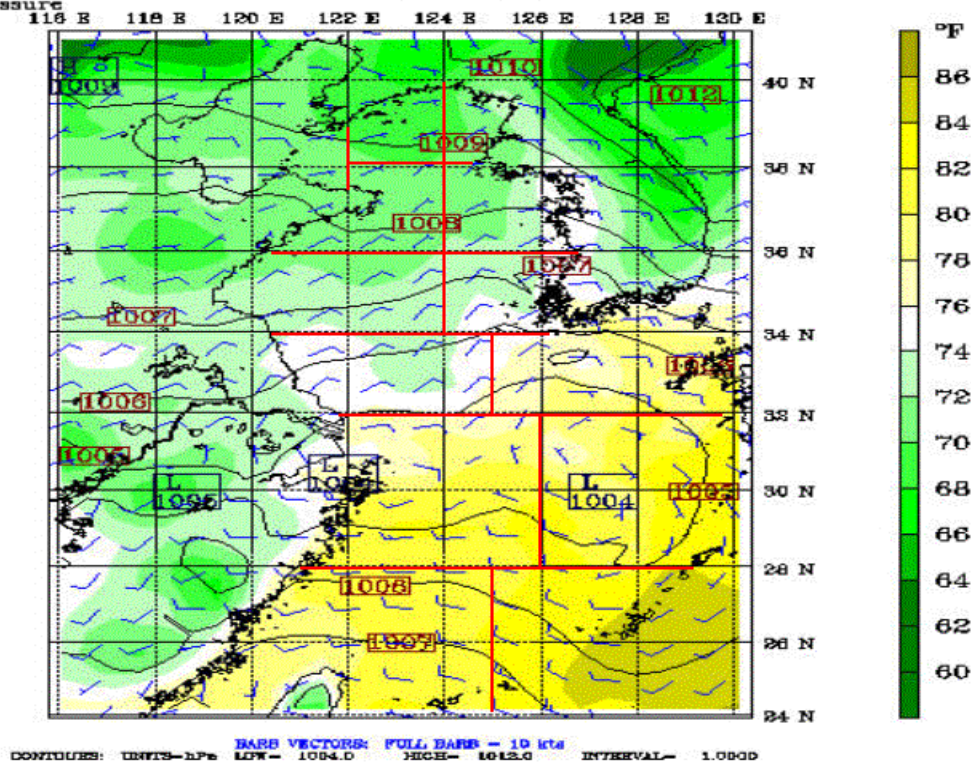 ssure
116 E 118 E 120 E 122 E 124 E 126 E 128 E 130 E
°F
H
1009
1010
40 N
1012
86
84
1009
38 N
82
1008
80
36 N
1007
78
1007
76
34 N
74
1006
32 N
72
1005
70
L
1006
L
L
1004
30 N
1005
68
66
28 N
1006
64
1007
26 N
62
60
24 N
BARB VECTORS: FULL BARB = 10 kts
CONTOURS: UNITS=hPa LOW= 1004.0 HIGH= 1012.0 INTERVAL= 1.0000